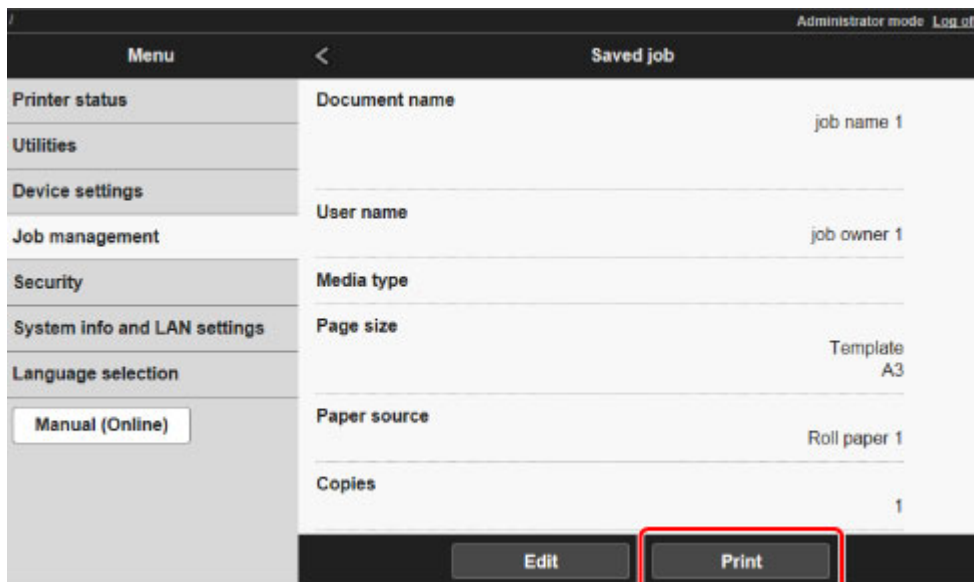 /
Administrator mode Log of
Menu
<
Saved job
Printer status
Utilities
Device settings
Job management
Security
System info and LAN settings
Language selection
Manual (Online)
Document name
job name 1
User name
job owner 1
Media type
Page size
Template
A3
Paper source
Roll paper 1
Copies
1
Edit
Print